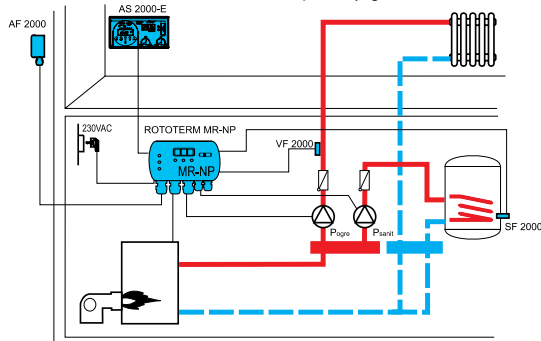 AS 2000-E
AF 2000
230VAC
ROTOTERM MR-NP
VF 2000
MR-NP
Pogre
Psanit
SF 2000